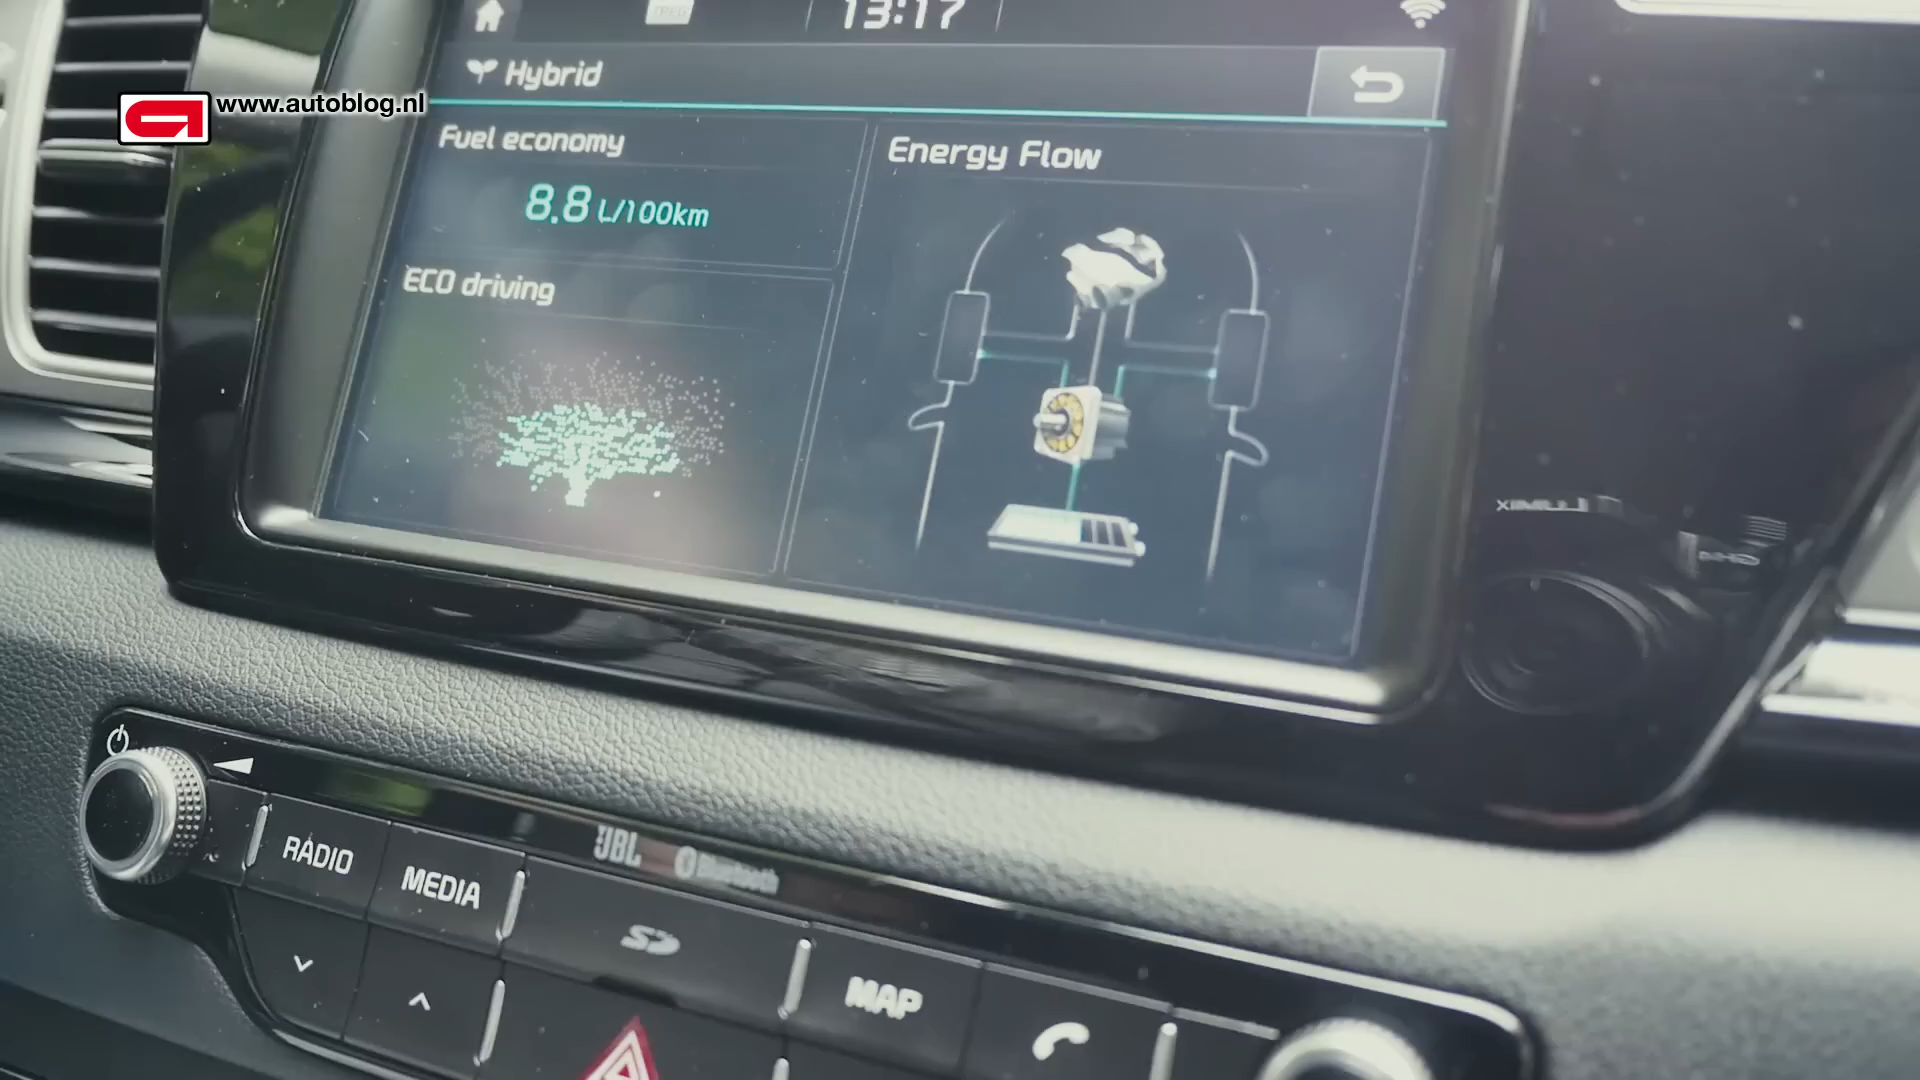 13:17
Hybrid
www.autoblog.nl
Fuel economy
8.8 L/100km
Energy Flow
ECO driving
JBL Bluetooth
RADIO
MEDIA
SD
MAP